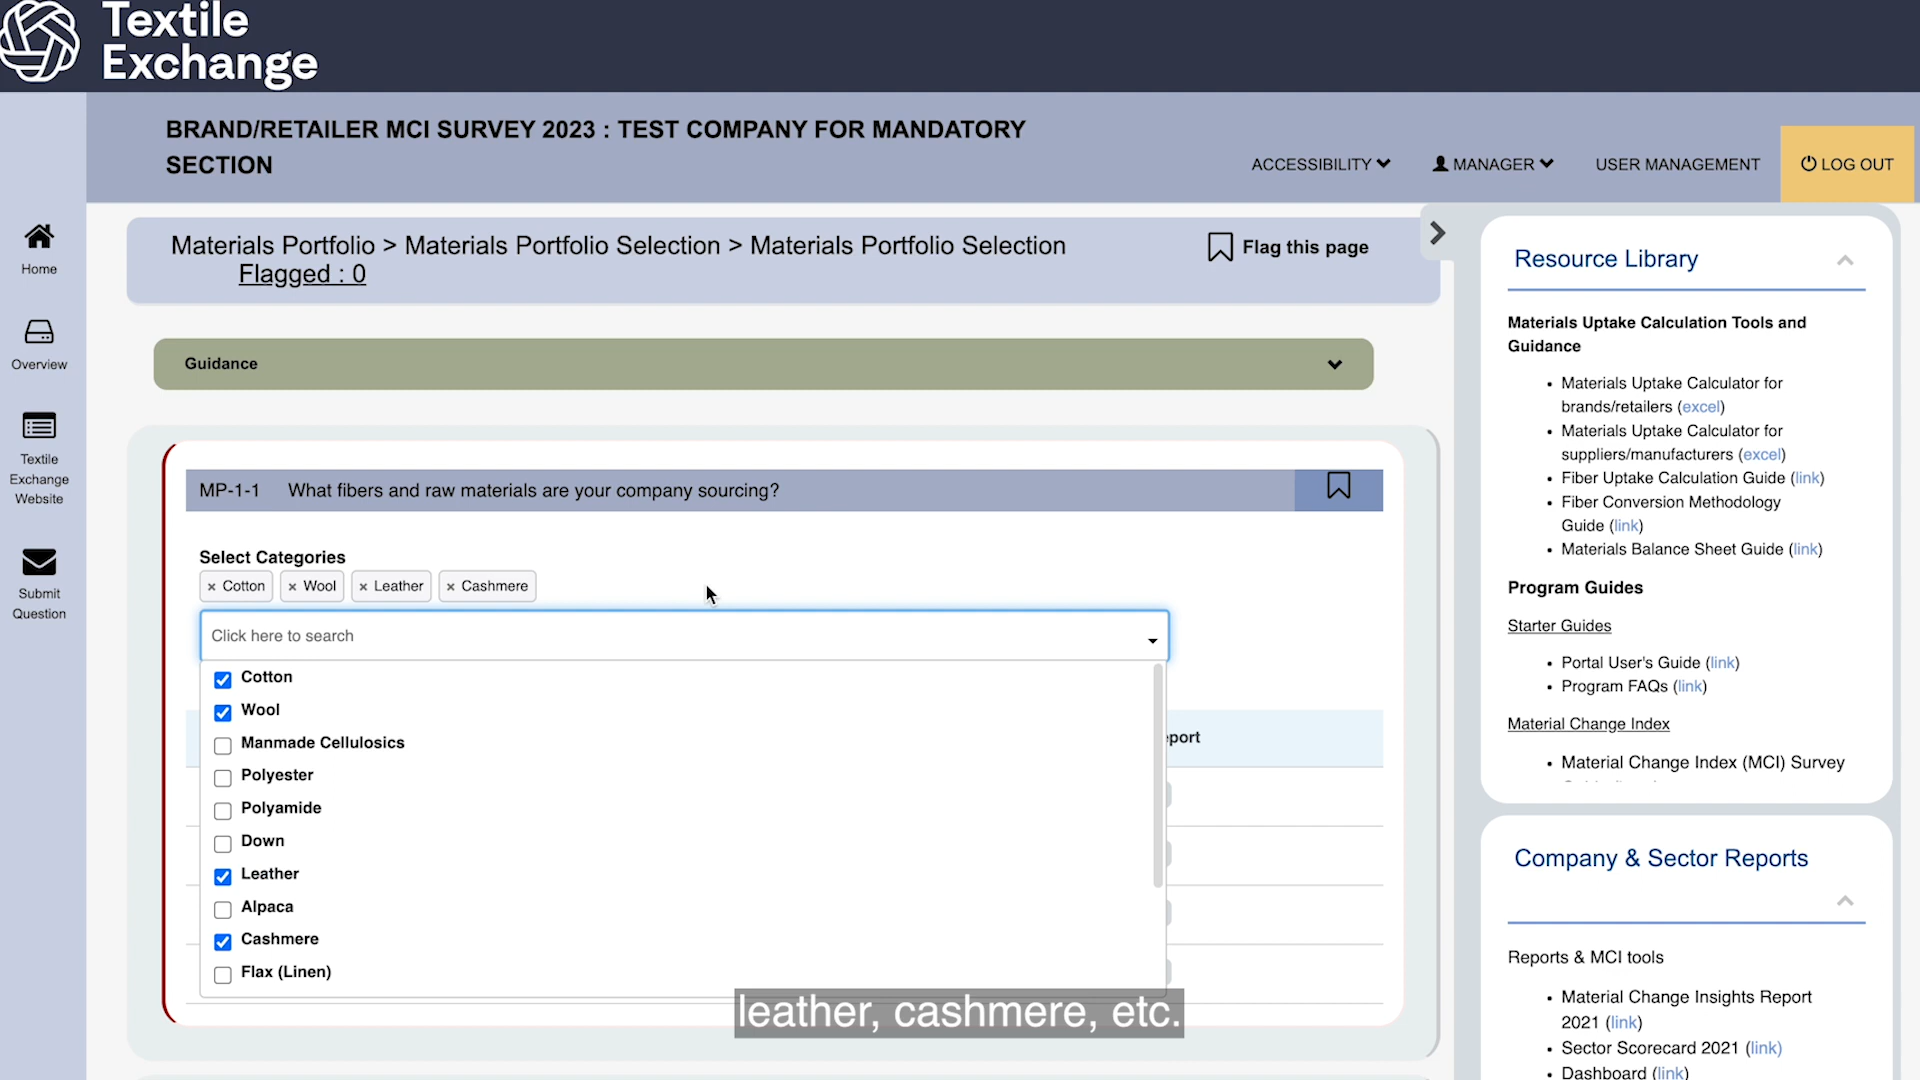 Textile
Exchange
BRAND/RETAILER MCI SURVEY 2023 : TEST COMPANY FOR MANDATORY
SECTION
ACCESSIBILITY
MANAGER
USER MANAGEMENT
LOG OUT
Home
Overview
Textile
Exchange
Website
Submit
Question
Materials Portfolio > Materials Portfolio Selection > Materials Portfolio Selection
Flagged : 0
Flag this page
Guidance
MP-1-1 What fibers and raw materials are your company sourcing?
Select Categories
× Cotton × Wool × Leather × Cashmere
Click here to search
Cotton
Wool
Manmade Cellulosics
Polyester
Polyamide
Down
Leather
Alpaca
Cashmere
Flax (Linen)
port
leather, cashmere, etc.
Resource Library
Materials Uptake Calculation Tools and
Guidance
• Materials Uptake Calculator for
brands/retailers (excel)
• Materials Uptake Calculator for
suppliers/manufacturers (excel)
• Fiber Uptake Calculation Guide (link)
• Fiber Conversion Methodology
Guide (link)
• Materials Balance Sheet Guide (link)
Program Guides
Starter Guides
• Portal User's Guide (link)
• Program FAQs (link)
Material Change Index
• Material Change Index (MCI) Survey
Company & Sector Reports
Reports & MCI tools
• Material Change Insights Report
2021 (link)
• Sector Scorecard 2021 (link)
• Dashboard (link)